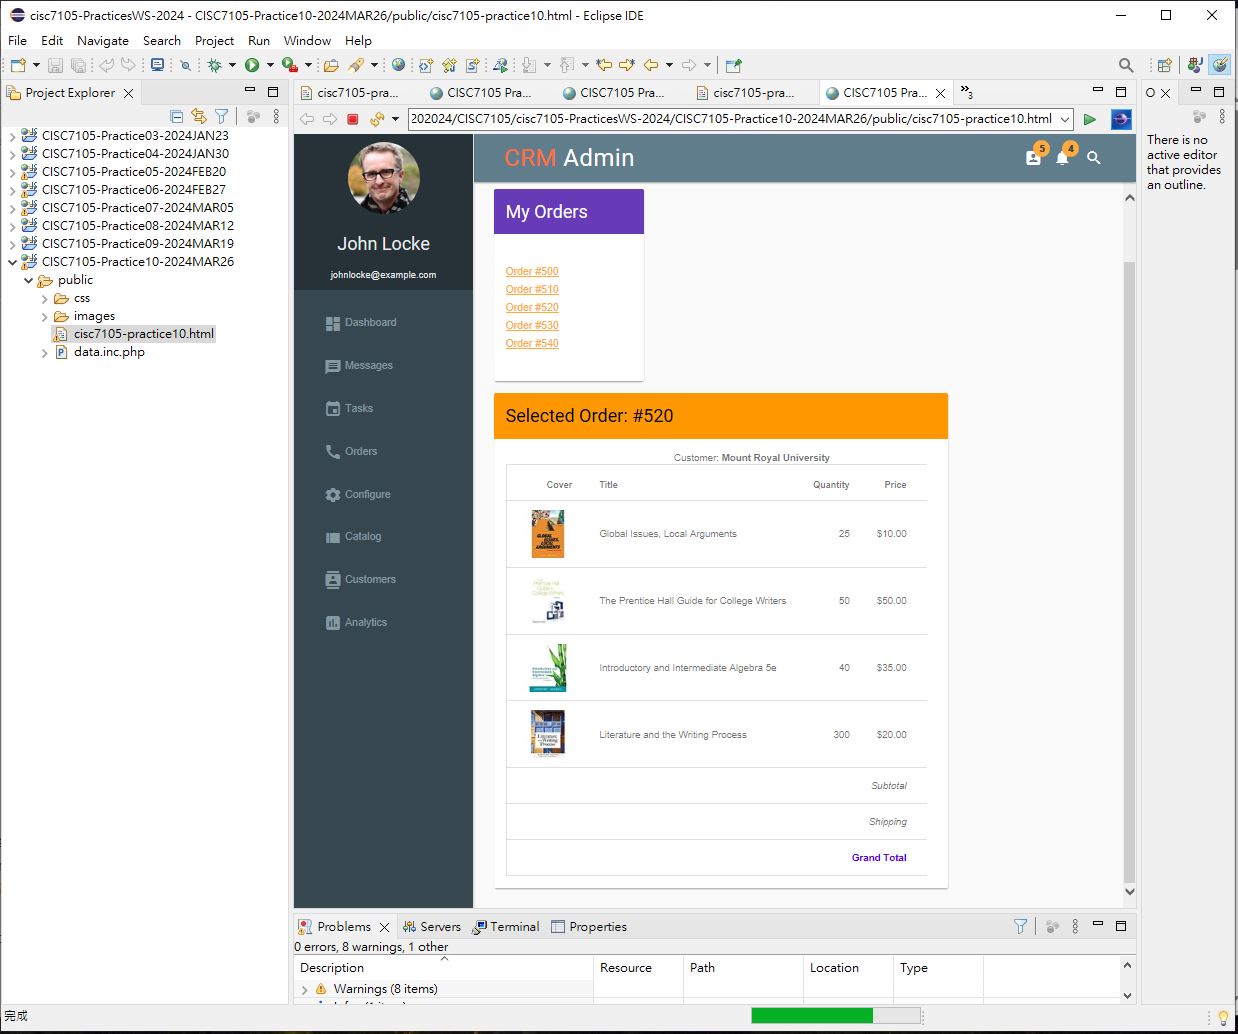 cisc7105-PracticesWS-2024 - CISC7105-Practice10-2024MAR26/public/cisc7105-practice10.html - Eclipse IDE
File Edit Navigate Search Project Run Window Help
Project Explorer
CISC7105-Practice03-2024JAN23
CISC7105-Practice04-2024JAN30
CISC7105-Practice05-2024FEB20
CISC7105-Practice06-2024FEB27
CISC7105-Practice07-2024MAR05
CISC7105-Practice08-2024MAR12
CISC7105-Practice09-2024MAR19
CISC7105-Practice10-2024MAR26
public
css
images
cisc7105-practice10.html
data.inc.php
cisc7105-pra... CISC7105 Pra... CISC7105 Pra... cisc7105-pra... CISC7105 Pra... »3
202024/CISC7105/cisc7105-PracticesWS-2024/CISC7105-Practice10-2024MAR26/public/cisc7105-practice10.html
John Locke
johnlocke@example.com
Dashboard
Messages
Tasks
Orders
Configure
Catalog
Customers
Analytics
CRM Admin
5 4
My Orders
Order #500
Order #510
Order #520
Order #530
Order #540
Selected Order: #520
Customer: Mount Royal University
Cover Title Quantity Price
GLOBAL ISSUES, LOCAL ARGUMENTS
Global Issues, Local Arguments 25 $10.00
The Prentice Hall Guide for College Writers 50 $50.00
Introductory and Intermediate Algebra 5e 40 $35.00
Literature and the Writing Process 300 $20.00
Subtotal
Shipping
Grand Total
There is no
active editor
that provides
an outline.
Problems Servers Terminal Properties
0 errors, 8 warnings, 1 other
Description Resource Path Location Type
Warnings (8 items)
完成